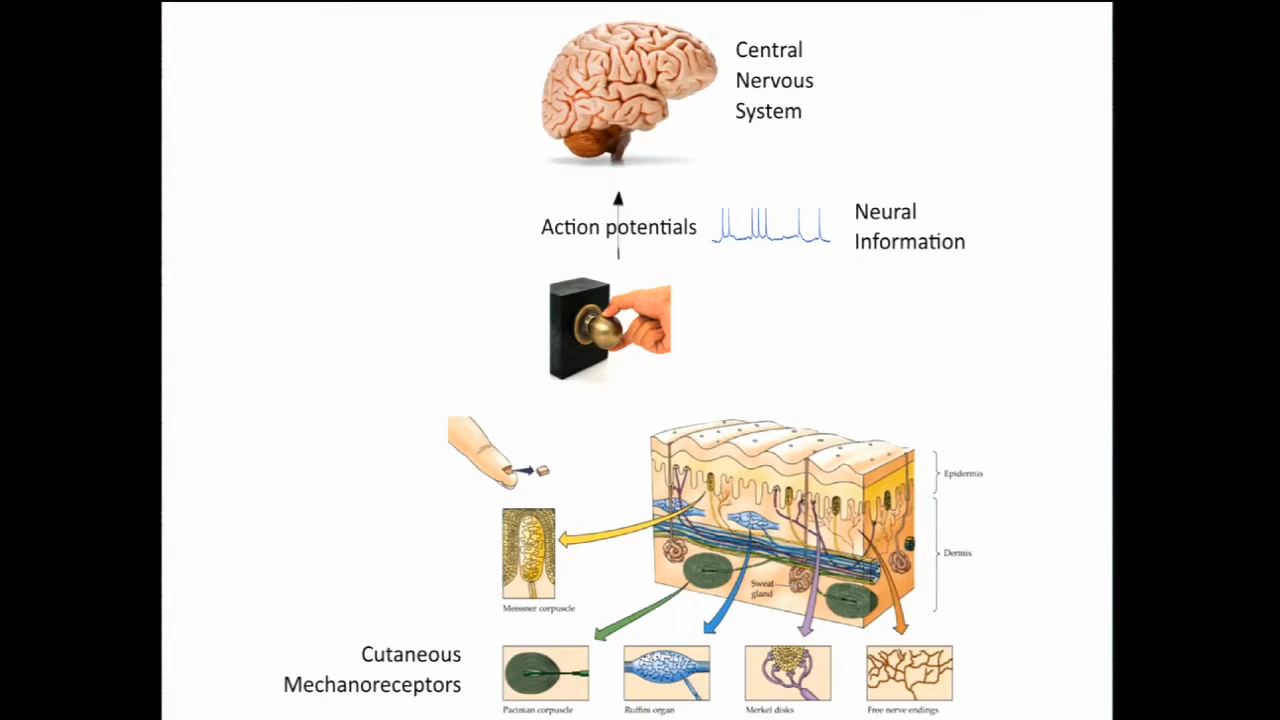 Central
Nervous
System
Action potentials
Neural
Information
Epidermis
Dermis
Sweat
gland
Meissner corpuscle
Cutaneous
Mechanoreceptors
Pacinian corpuscle
Ruffini organ
Merkel disks
Free nerve-endings